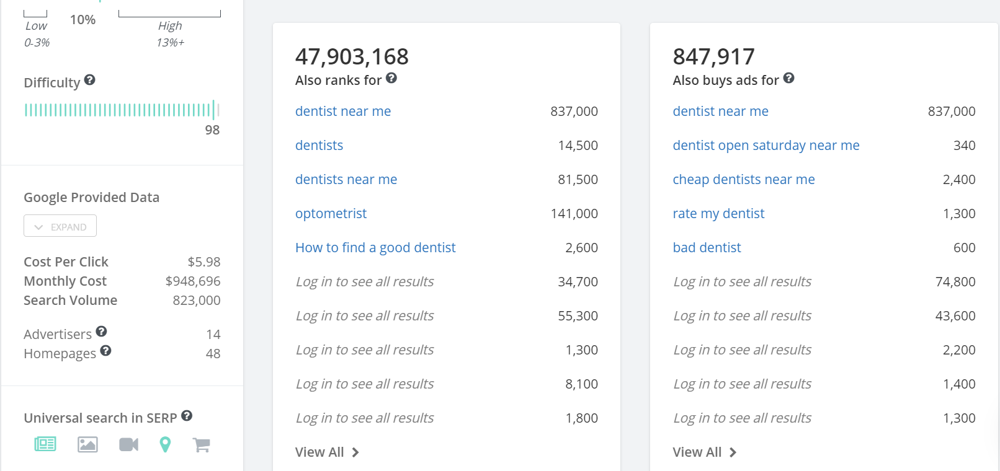 10%
Low
High
0-3%
13%+
Difficulty
98
Google Provided Data
EXPAND
Cost Per Click $5.98
Monthly Cost $948,696
Search Volume 823,000
Advertisers 14
Homepages 48
Universal search in SERP
47,903,168
Also ranks for
dentist near me 837,000
dentists 14,500
dentists near me 81,500
optometrist 141,000
How to find a good dentist 2,600
Log in to see all results 34,700
Log in to see all results 55,300
Log in to see all results 1,300
Log in to see all results 8,100
Log in to see all results 1,800
View All
847,917
Also buys ads for
dentist near me 837,000
dentist open saturday near me 340
cheap dentists near me 2,400
rate my dentist 1,300
bad dentist 600
Log in to see all results 74,800
Log in to see all results 43,600
Log in to see all results 2,200
Log in to see all results 1,400
Log in to see all results 1,300
View All